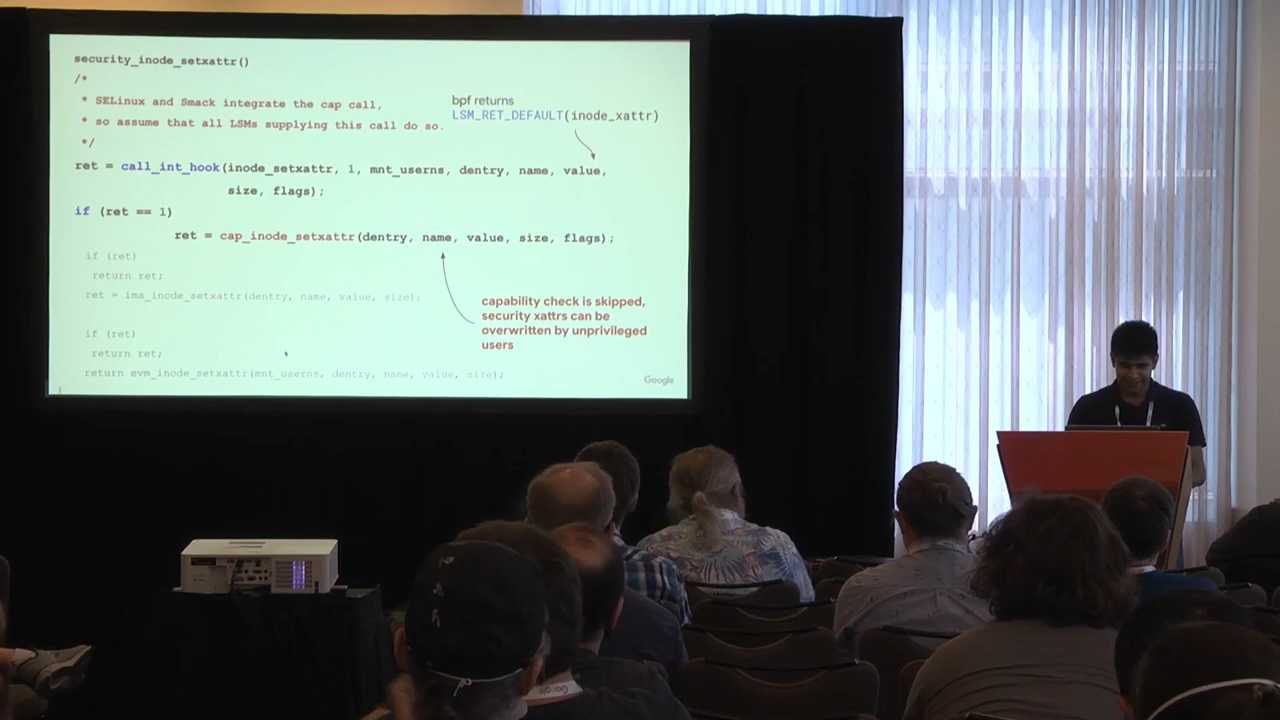 security_inode_setxattr()
/*
* SELinux and Smack integrate the cap call,
* so assume that all LSMs supplying this call do so.
*/
bpf returns
LSM_RET_DEFAULT(inode_xattr)
ret = call_int_hook(inode_setxattr, 1, mnt_userns, dentry, name, value,
size, flags);
if (ret == 1)
ret = cap_inode_setxattr(dentry, name, value, size, flags);
if (ret)
return ret;
ret = ima_inode_setxattr(dentry, name, value, size);
capability check is skipped,
security xattrs can be
overwritten by unprivileged
users
if (ret)
return ret;
return evm_inode_setxattr(mnt_userns, dentry, name, value, size);
}
Google
Google